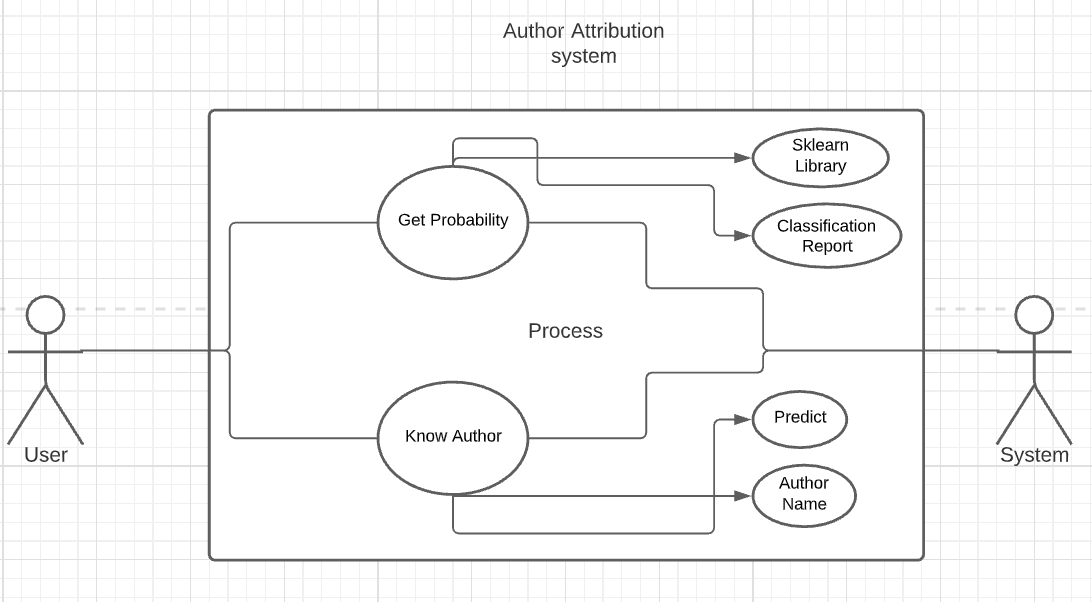 Author Attribution
system
Sklearn
Library
Get Probability
Classification
Report
Process
User
System
Predict
Know Author
Author
Name